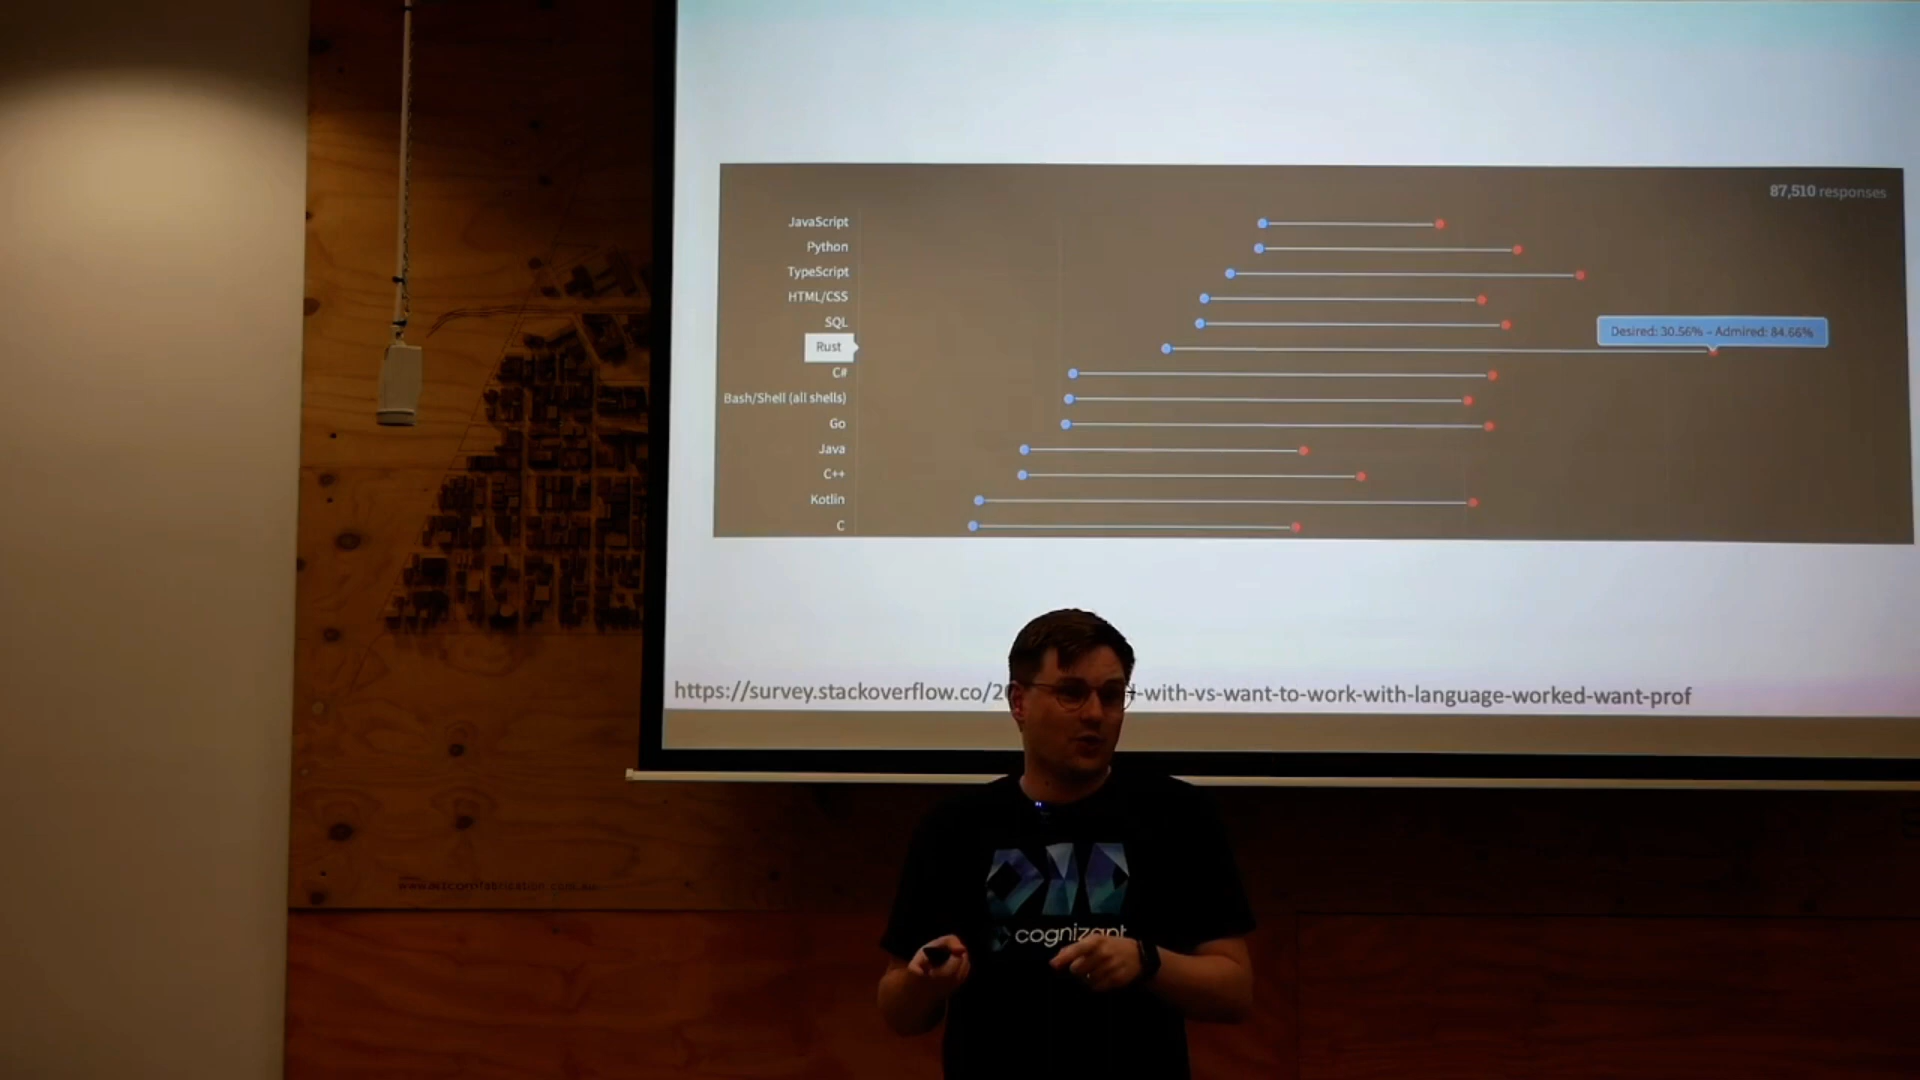 87,510 responses
JavaScript
Python
TypeScript
HTML/CSS
SQL
Desired: 30.56% - Admired: 84.66%
Rust
C#
Bash/Shell (all shells)
Go
Java
C++
Kotlin
C
https://survey.stackoverflow.co/20 -with-vs-want-to-work-with-language-worked-want-prof
cognizant